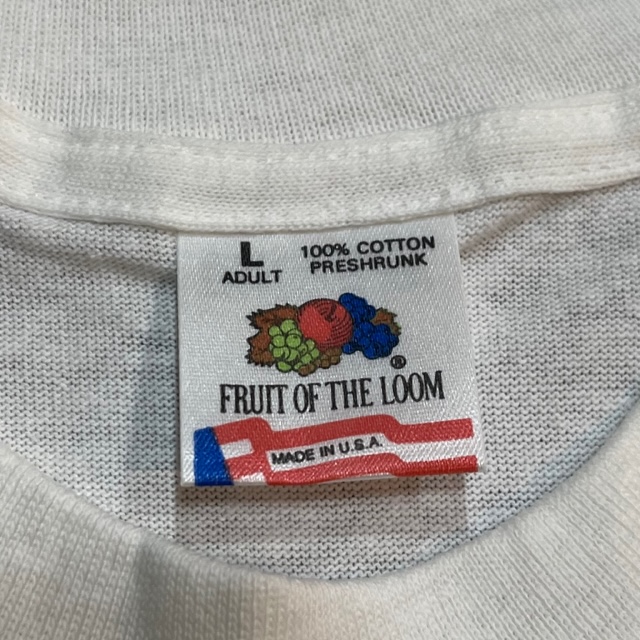 L
ADULT
100% COTTON
PRESHRUNK
®
FRUIT OF THE LOOM
MADE IN U.S.A.